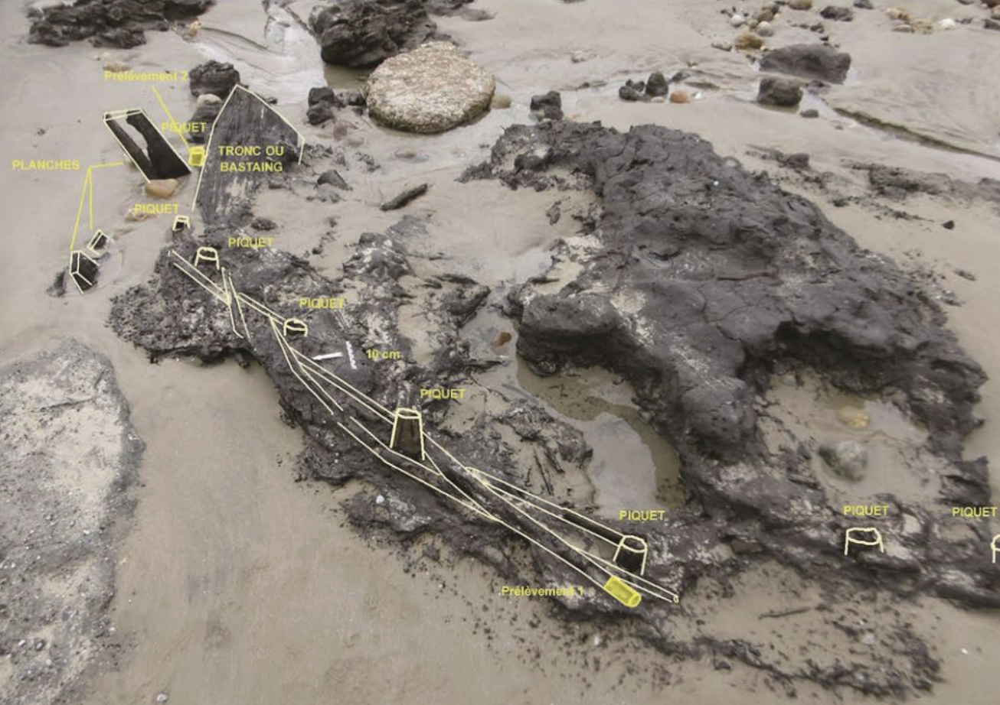 Prélèvement 2
PIQUET
TRONC OU
BASTAING
PLANCHES
PIQUET
PIQUET
PIQUET
10 cm
PIQUET
PIQUET
PIQUET
PIQUET
.Prélèvement 1